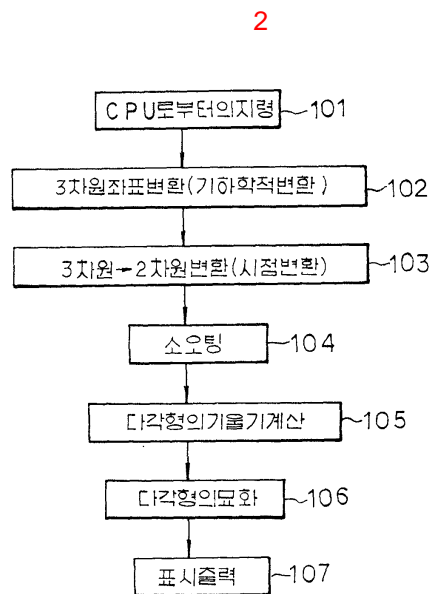 2
CPU로부터의지령 101
3차원좌표변환(기하학적변환) 102
3차원→2차원변환(시점변환) 103
소오팅 104
다각형의기울기계산 105
다각형의묘화 106
표시출력 107